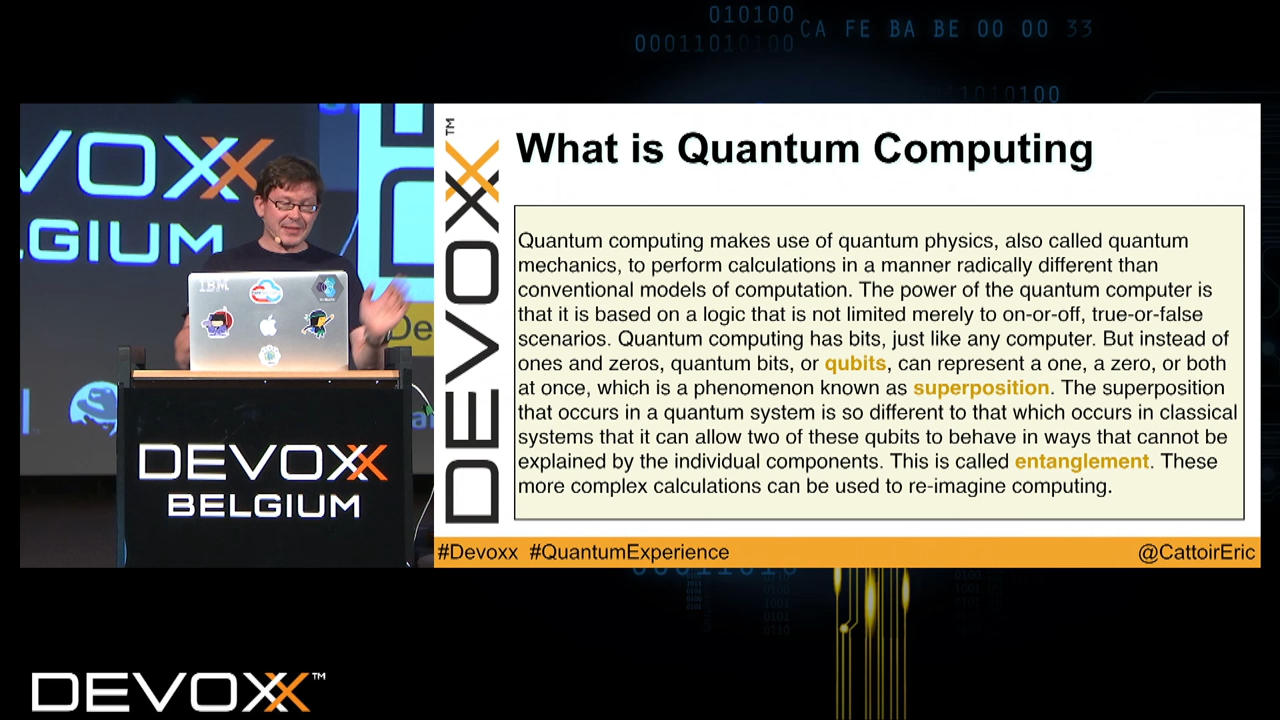 010100
00011010100
CA FE BA BE 00 00 33
1010100
VOXX
GIUM
IBM
De
DEVOXX
BELGIUM
DEVOXX™
What is Quantum Computing
Quantum computing makes use of quantum physics, also called quantum
mechanics, to perform calculations in a manner radically different than
conventional models of computation. The power of the quantum computer is
that it is based on a logic that is not limited merely to on-or-off, true-or-false
scenarios. Quantum computing has bits, just like any computer. But instead of
ones and zeros, quantum bits, or qubits, can represent a one, a zero, or both
at once, which is a phenomenon known as superposition. The superposition
that occurs in a quantum system is so different to that which occurs in classical
systems that it can allow two of these qubits to behave in ways that cannot be
explained by the individual components. This is called entanglement. These
more complex calculations can be used to re-imagine computing.
#Devoxx #QuantumExperience
@CattoirEric
DEVOXX™